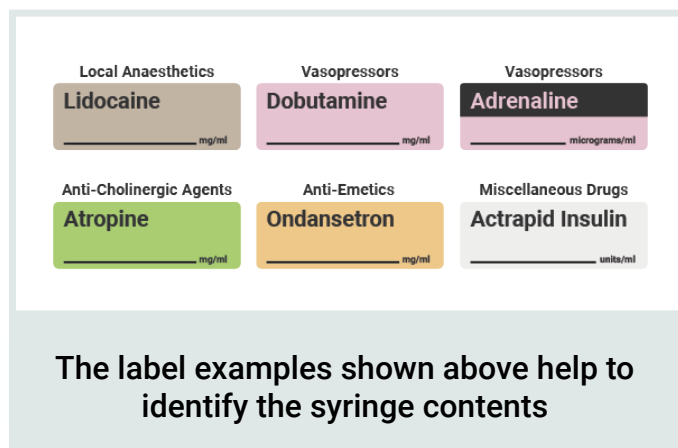 Local Anaesthetics
Vasopressors
Vasopressors
Lidocaine
Dobutamine
Adrenaline
mg/ml
mg/ml
micrograms/ml
Anti-Cholinergic Agents
Anti-Emetics
Miscellaneous Drugs
Atropine
Ondansetron
Actrapid Insulin
mg/ml
mg/ml
units/ml
The label examples shown above help to
identify the syringe contents